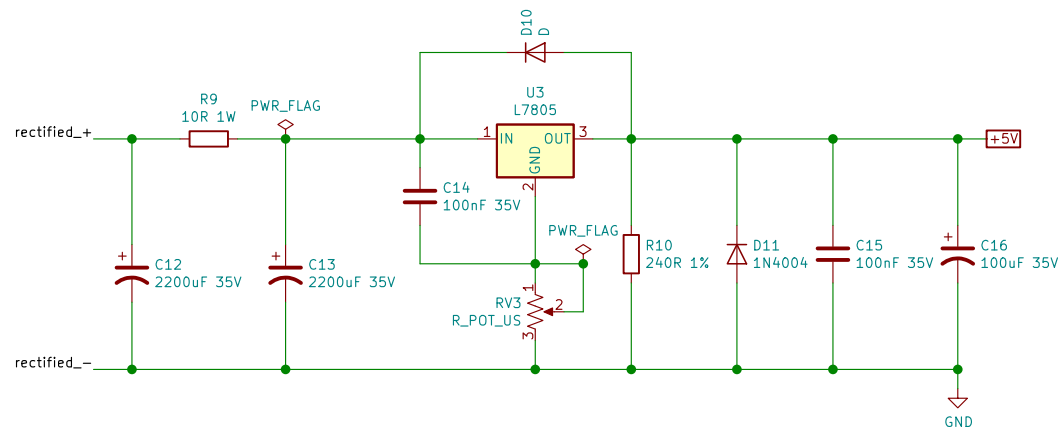 D10
D
U3
L7805
R9
10R 1W
PWR_FLAG
rectified_+
1
IN
OUT
3
GND
2
+5V
C14
100nF 35V
PWR_FLAG
R10
240R 1%
D11
1N4004
C15
100nF 35V
+
C16
100uF 35V
+
C12
2200uF 35V
+
C13
2200uF 35V
1
RV3
R_POT_US
2
3
rectified_−
GND